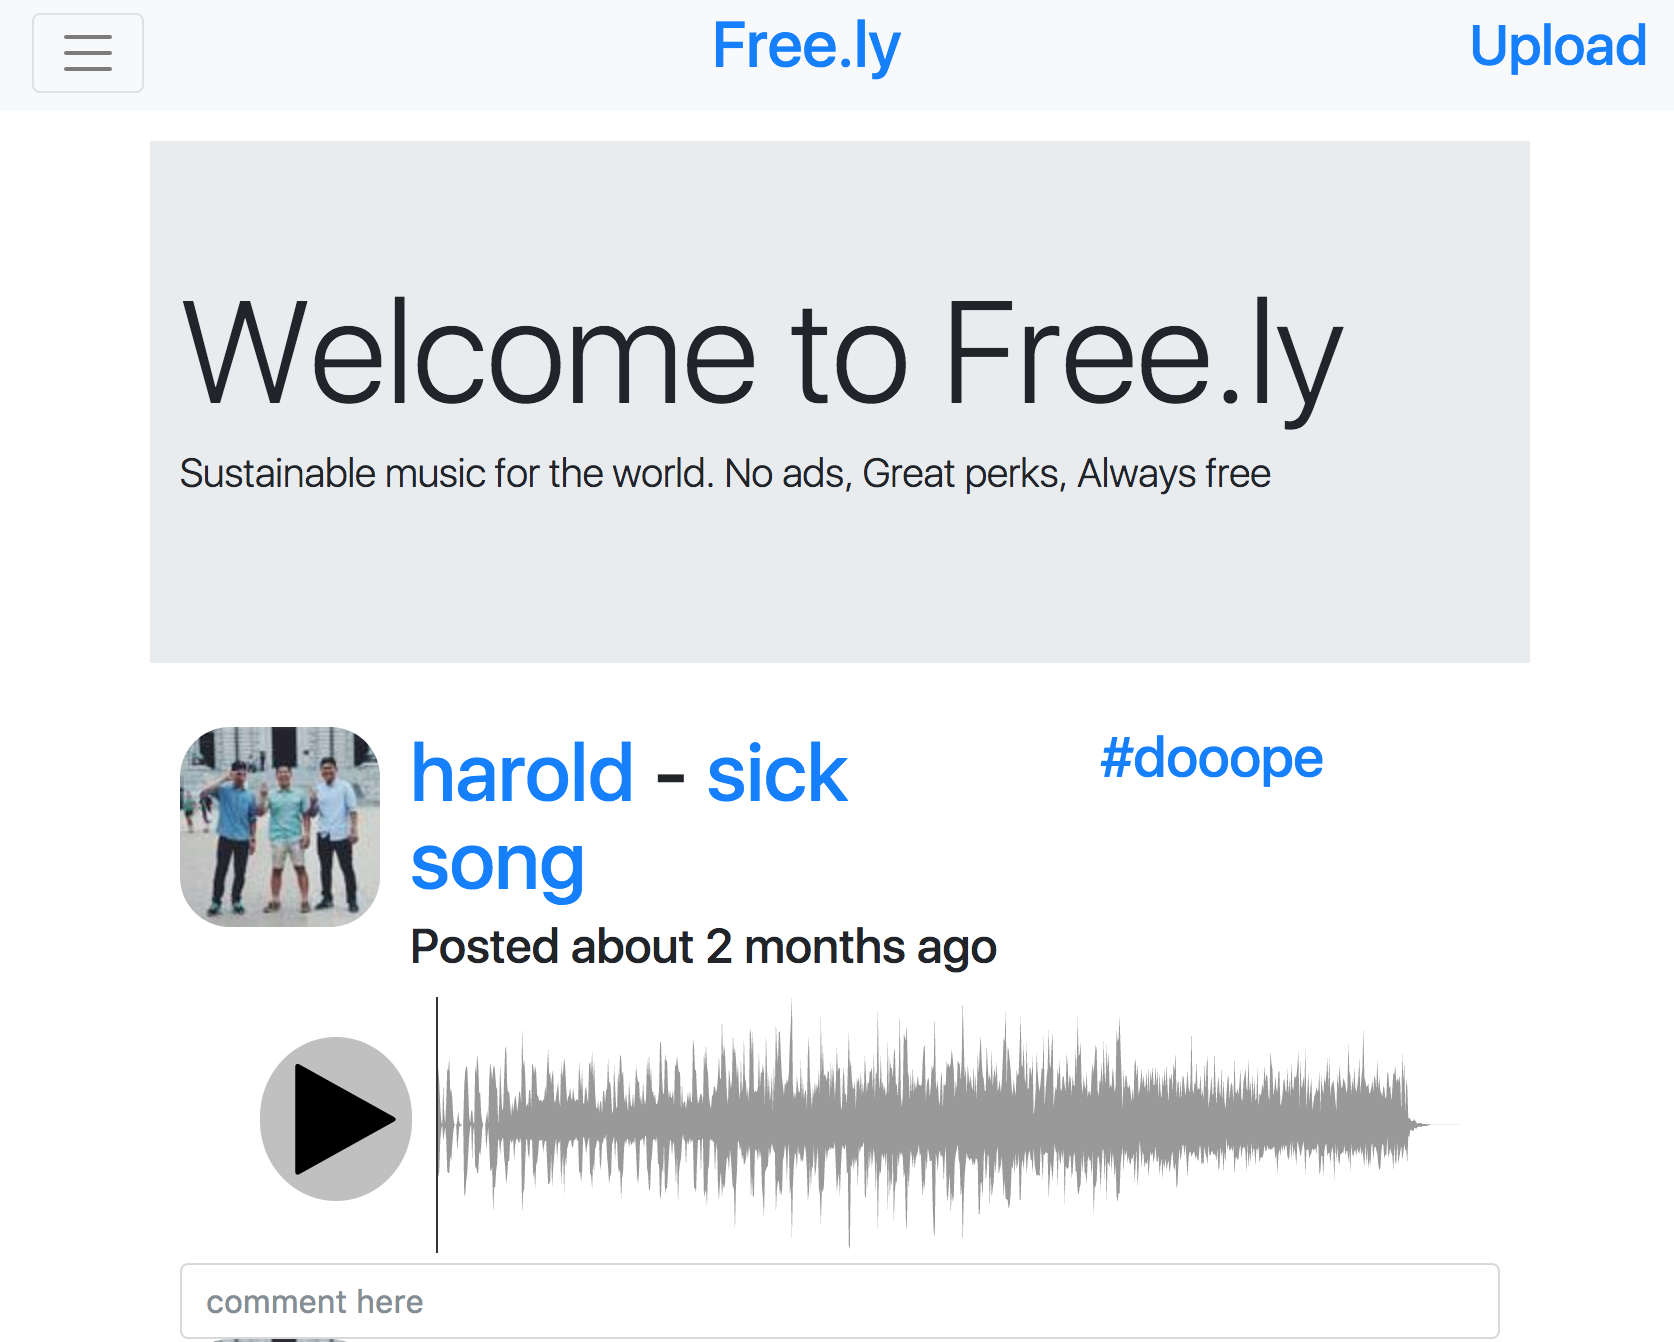 Free.ly
Upload
Welcome to Free.ly
Sustainable music for the world. No ads, Great perks, Always free
harold - sick
song
#dooope
Posted about 2 months ago
comment here